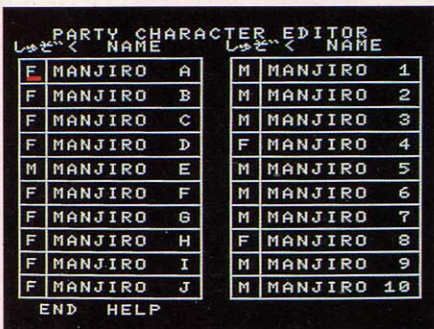 PARTY CHARACTER EDITOR
しゅぞく NAME しゅぞく NAME
F MANJIRO A M MANJIRO 1
F MANJIRO B M MANJIRO 2
F MANJIRO C M MANJIRO 3
F MANJIRO D F MANJIRO 4
M MANJIRO E M MANJIRO 5
F MANJIRO F M MANJIRO 6
F MANJIRO G M MANJIRO 7
F MANJIRO H F MANJIRO 8
F MANJIRO I M MANJIRO 9
F MANJIRO J M MANJIRO 10
END HELP